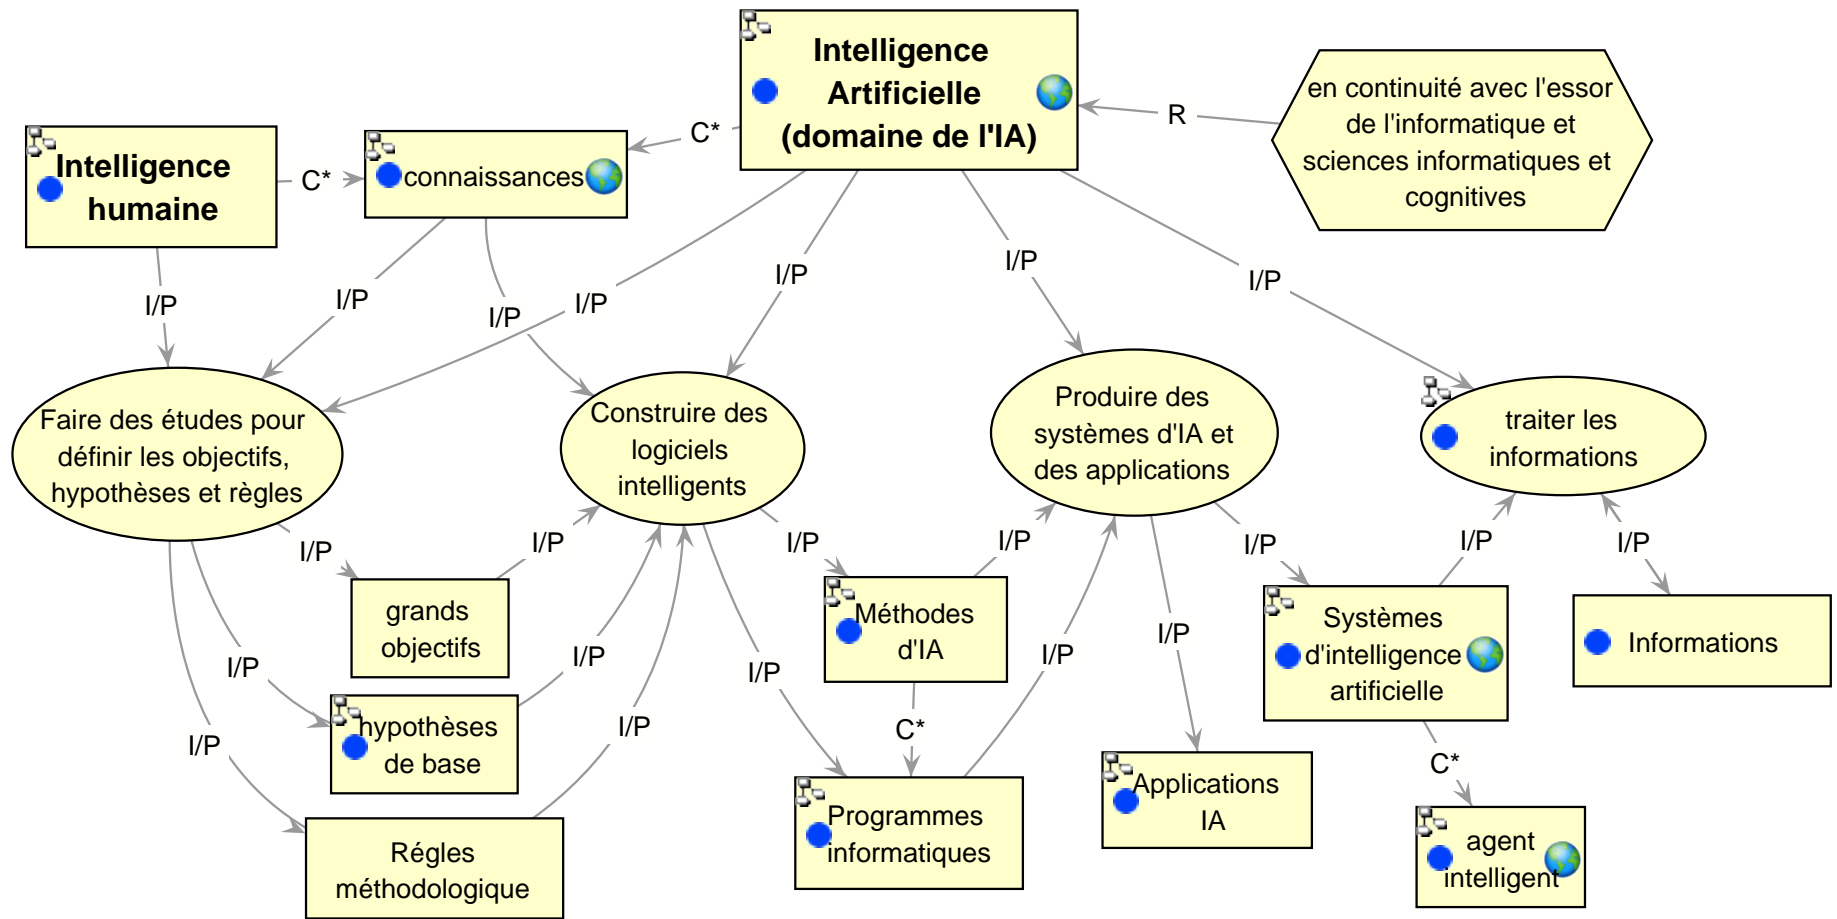 Intelligence
Artificielle
(domaine de l'IA)
en continuité avec l'essor
de l'informatique et
sciences informatiques et
cognitives
R
C*
Intelligence
humaine
C*
connaissances
I/P
I/P
I/P
I/P
I/P
I/P
I/P
Faire des études pour
définir les objectifs,
hypothèses et règles
Construire des
logiciels
intelligents
Produire des
systèmes d'IA et
des applications
traiter les
informations
I/P
I/P
I/P
I/P
I/P
I/P
I/P
grands
objectifs
Méthodes
d'IA
Systèmes
d'intelligence
artificielle
Informations
I/P
I/P
I/P
I/P
I/P
hypothèses
de base
I/P
I/P
C*
C*
Programmes
informatiques
Applications
IA
agent
intelligent
Régles
méthodologique